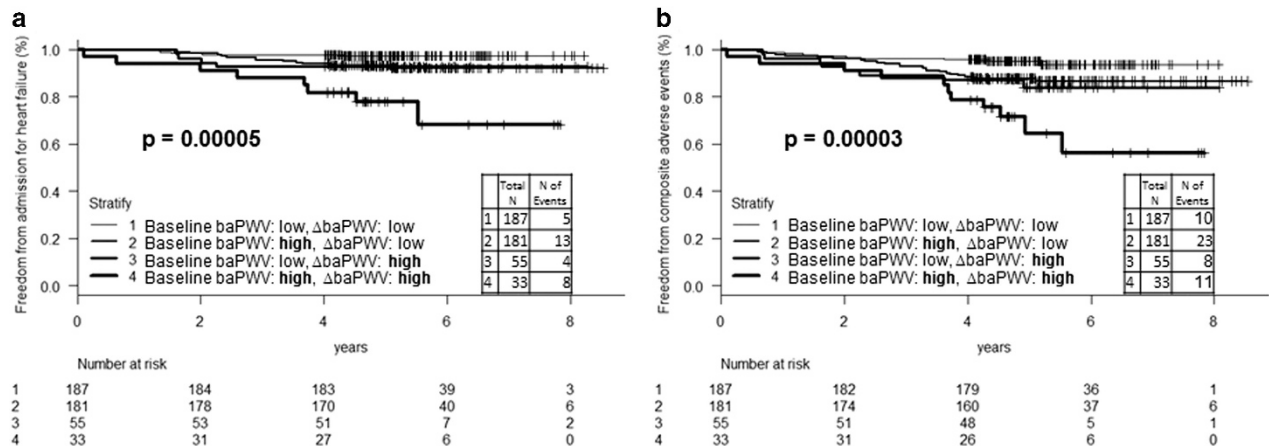 a
Freedom from admission for heart failure (%)
1.0
0.8
0.6
0.4
0.2
0.0
p = 0.00005
Stratify
1 Baseline baPWV: low, ΔbaPWV: low
2 Baseline baPWV: high, ΔbaPWV: low
3 Baseline baPWV: low, ΔbaPWV: high
4 Baseline baPWV: high, ΔbaPWV: high
Total N N of Events
1 187 5
2 181 13
3 55 4
4 33 8
0 2 4 6 8
years
Number at risk
1 187 184 183 39 3
2 181 178 170 40 6
3 55 53 51 7 2
4 33 31 27 6 0
b
Freedom from composite adverse events (%)
1.0
0.8
0.6
0.4
0.2
0.0
p = 0.00003
Stratify
1 Baseline baPWV: low, ΔbaPWV: low
2 Baseline baPWV: high, ΔbaPWV: low
3 Baseline baPWV: low, ΔbaPWV: high
4 Baseline baPWV: high, ΔbaPWV: high
Total N N of Events
1 187 10
2 181 23
3 55 8
4 33 11
0 2 4 6 8
years
Number at risk
1 187 182 179 36 1
2 181 174 160 37 6
3 55 51 48 5 1
4 33 31 26 6 0